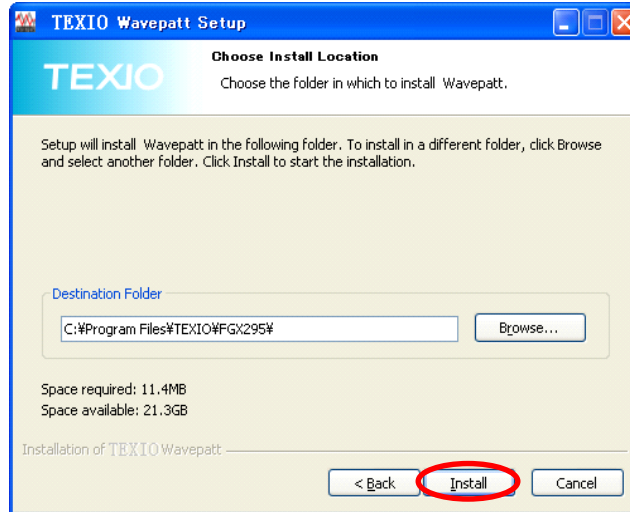 TEXIO Wavepatt Setup
TEXIO
Choose Install Location
Choose the folder in which to install Wavepatt.
Setup will install Wavepatt in the following folder. To install in a different folder, click Browse
and select another folder. Click Install to start the installation.
Destination Folder
C:¥Program Files¥TEXIO¥FGX295¥
Browse...
Space required: 11.4MB
Space available: 21.3GB
Installation of TEXIO Wavepatt
< Back
Install
Cancel